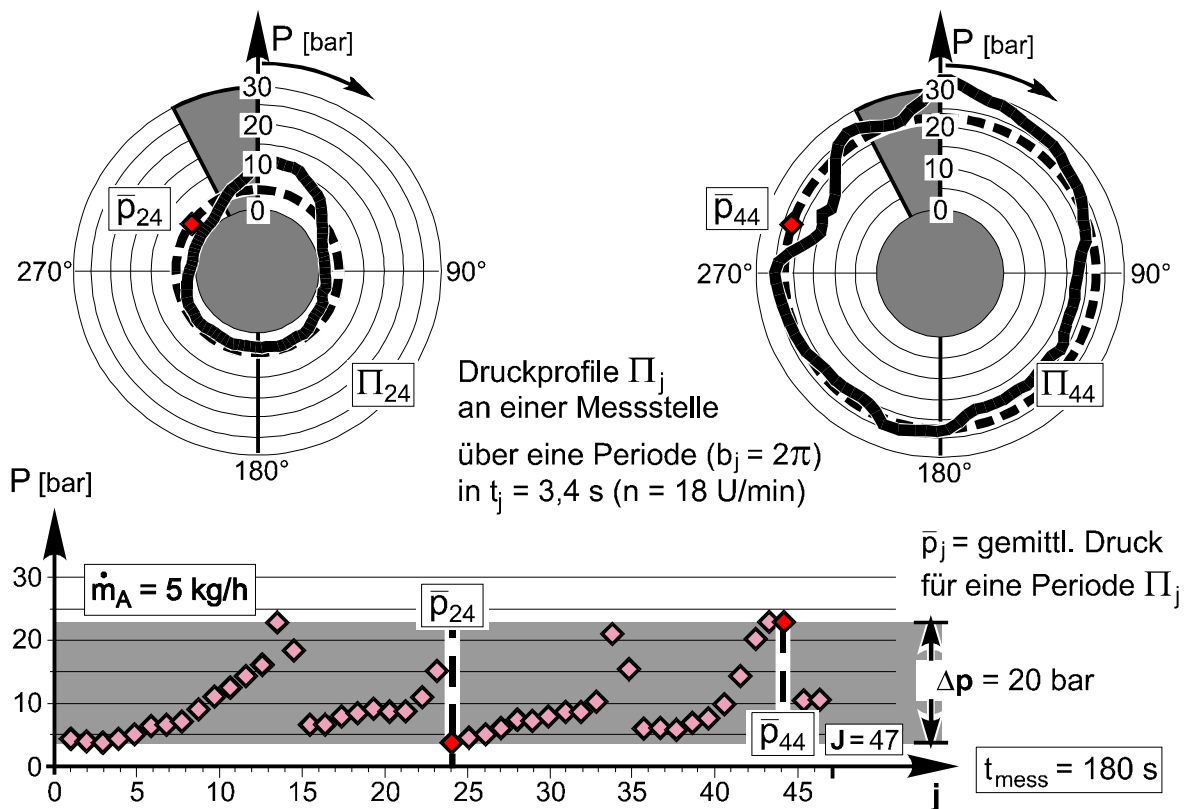 P [bar]
30
20
10
0
p̄₂₄
270°
90°
Π₂₄
180°
P [bar]
30
20
10
0
p̄₄₄
270°
90°
Π₄₄
180°
Druckprofile Πⱼ
an einer Messstelle
über eine Periode (bⱼ = 2π)
in tⱼ = 3,4 s (n = 18 U/min)
P [bar]
30
20
10
0
ṁ_A = 5 kg/h
p̄₂₄
p̄₄₄
J = 47
0 5 10 15 20 25 30 35 40 45
j
p̄ⱼ = gemittl. Druck
für eine Periode Πⱼ
Δp = 20 bar
t_mess = 180 s